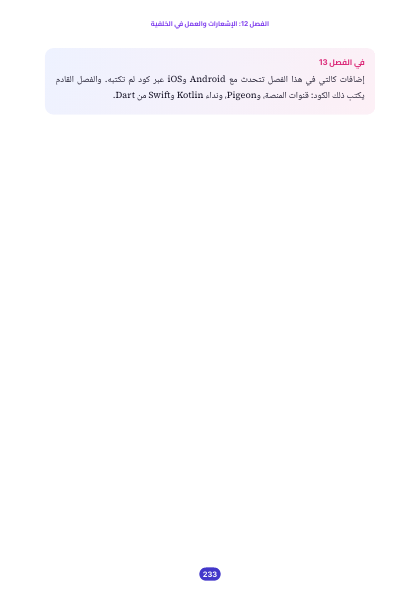 الفصل 12: الإشعارات والعمل في الخلفية
في الفصل 13
إضافات كالتي في هذا الفصل تتحدث مع Android وiOS عبر كود لم تكتبه. والفصل القادم
يكتب ذلك الكود: قنوات المنصة، وPigeon، ونداء Kotlin وSwift من Dart.
233